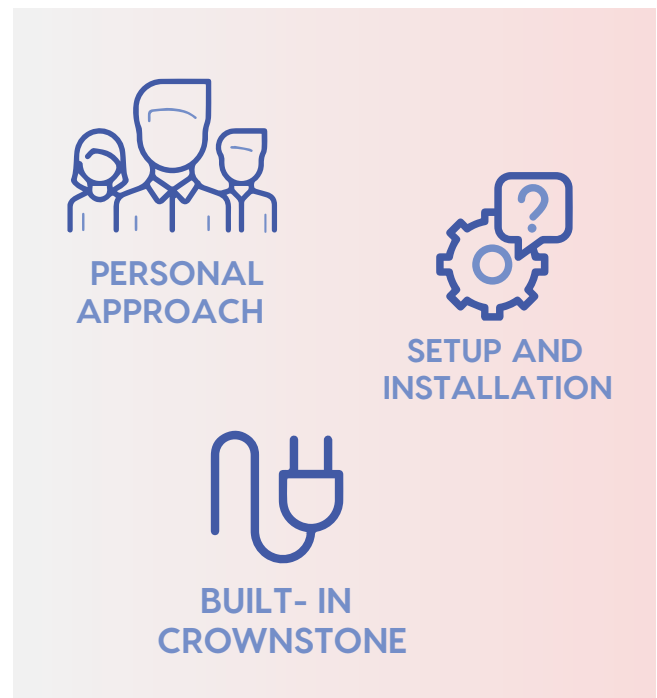 ?
PERSONAL
APPROACH
SETUP AND
INSTALLATION
BUILT- IN
CROWNSTONE